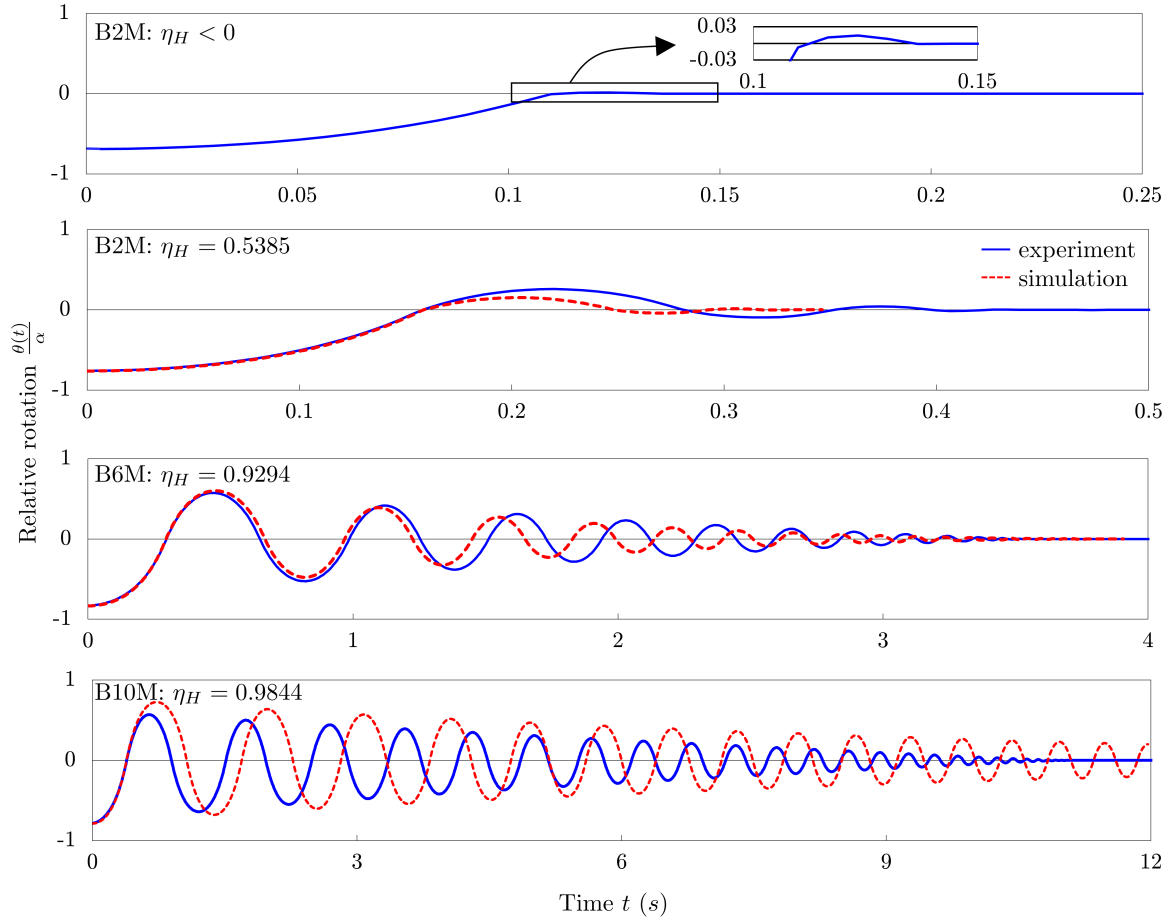 B2M: η_H < 0
1
0
-1
0.03
-0.03
0.1 0.15
0 0.05 0.1 0.15 0.2 0.25
B2M: η_H = 0.5385
experiment
simulation
1
0
-1
0 0.1 0.2 0.3 0.4 0.5
Relative rotation θ(t)/α
B6M: η_H = 0.9294
1
0
-1
0 1 2 3 4
B10M: η_H = 0.9844
1
0
-1
0 3 6 9 12
Time t (s)